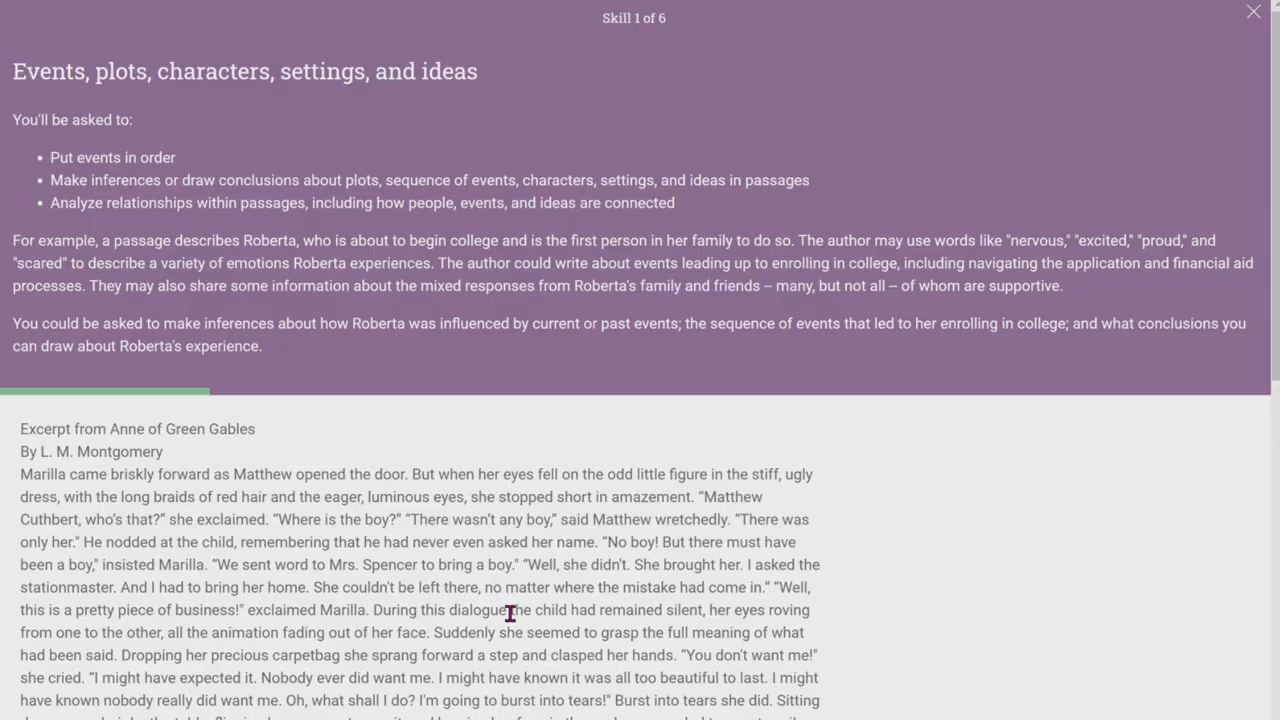 Skill 1 of 6
Events, plots, characters, settings, and ideas
You'll be asked to:
• Put events in order
• Make inferences or draw conclusions about plots, sequence of events, characters, settings, and ideas in passages
• Analyze relationships within passages, including how people, events, and ideas are connected
For example, a passage describes Roberta, who is about to begin college and is the first person in her family to do so. The author may use words like "nervous," "excited," "proud," and
"scared" to describe a variety of emotions Roberta experiences. The author could write about events leading up to enrolling in college, including navigating the application and financial aid
processes. They may also share some information about the mixed responses from Roberta's family and friends – many, but not all – of whom are supportive.
You could be asked to make inferences about how Roberta was influenced by current or past events; the sequence of events that led to her enrolling in college; and what conclusions you
can draw about Roberta's experience.
Excerpt from Anne of Green Gables
By L. M. Montgomery
Marilla came briskly forward as Matthew opened the door. But when her eyes fell on the odd little figure in the stiff, ugly
dress, with the long braids of red hair and the eager, luminous eyes, she stopped short in amazement. “Matthew
Cuthbert, who’s that?” she exclaimed. “Where is the boy?” “There wasn’t any boy,” said Matthew wretchedly. “There was
only her." He nodded at the child, remembering that he had never even asked her name. “No boy! But there must have
been a boy," insisted Marilla. “We sent word to Mrs. Spencer to bring a boy." “Well, she didn't. She brought her. I asked the
stationmaster. And I had to bring her home. She couldn't be left there, no matter where the mistake had come in.” “Well,
this is a pretty piece of business!" exclaimed Marilla. During this dialogue the child had remained silent, her eyes roving
from one to the other, all the animation fading out of her face. Suddenly she seemed to grasp the full meaning of what
had been said. Dropping her precious carpetbag she sprang forward a step and clasped her hands. “You don't want me!"
she cried. “I might have expected it. Nobody ever did want me. I might have known it was all too beautiful to last. I might
have known nobody really did want me. Oh, what shall I do? I'm going to burst into tears!" Burst into tears she did. Sitting